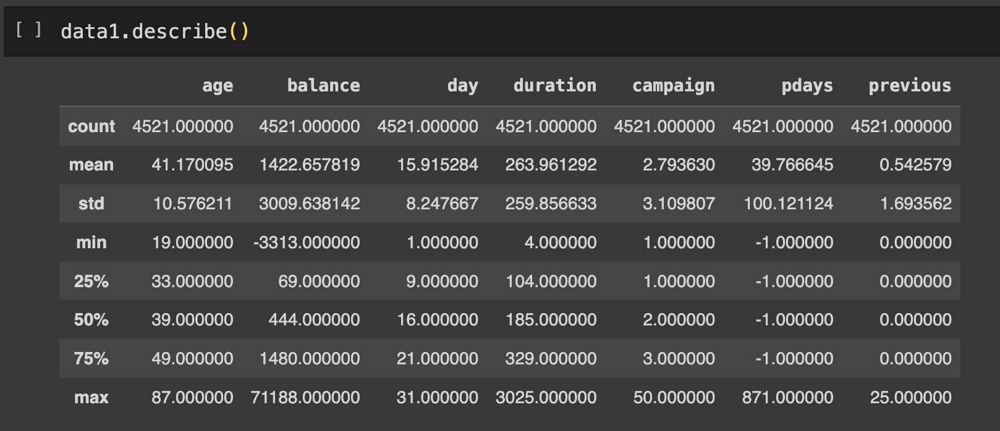 [ ] data1.describe()
age balance day duration campaign pdays previous
count 4521.000000 4521.000000 4521.000000 4521.000000 4521.000000 4521.000000 4521.000000
mean 41.170095 1422.657819 15.915284 263.961292 2.793630 39.766645 0.542579
std 10.576211 3009.638142 8.247667 259.856633 3.109807 100.121124 1.693562
min 19.000000 -3313.000000 1.000000 4.000000 1.000000 -1.000000 0.000000
25% 33.000000 69.000000 9.000000 104.000000 1.000000 -1.000000 0.000000
50% 39.000000 444.000000 16.000000 185.000000 2.000000 -1.000000 0.000000
75% 49.000000 1480.000000 21.000000 329.000000 3.000000 -1.000000 0.000000
max 87.000000 71188.000000 31.000000 3025.000000 50.000000 871.000000 25.000000